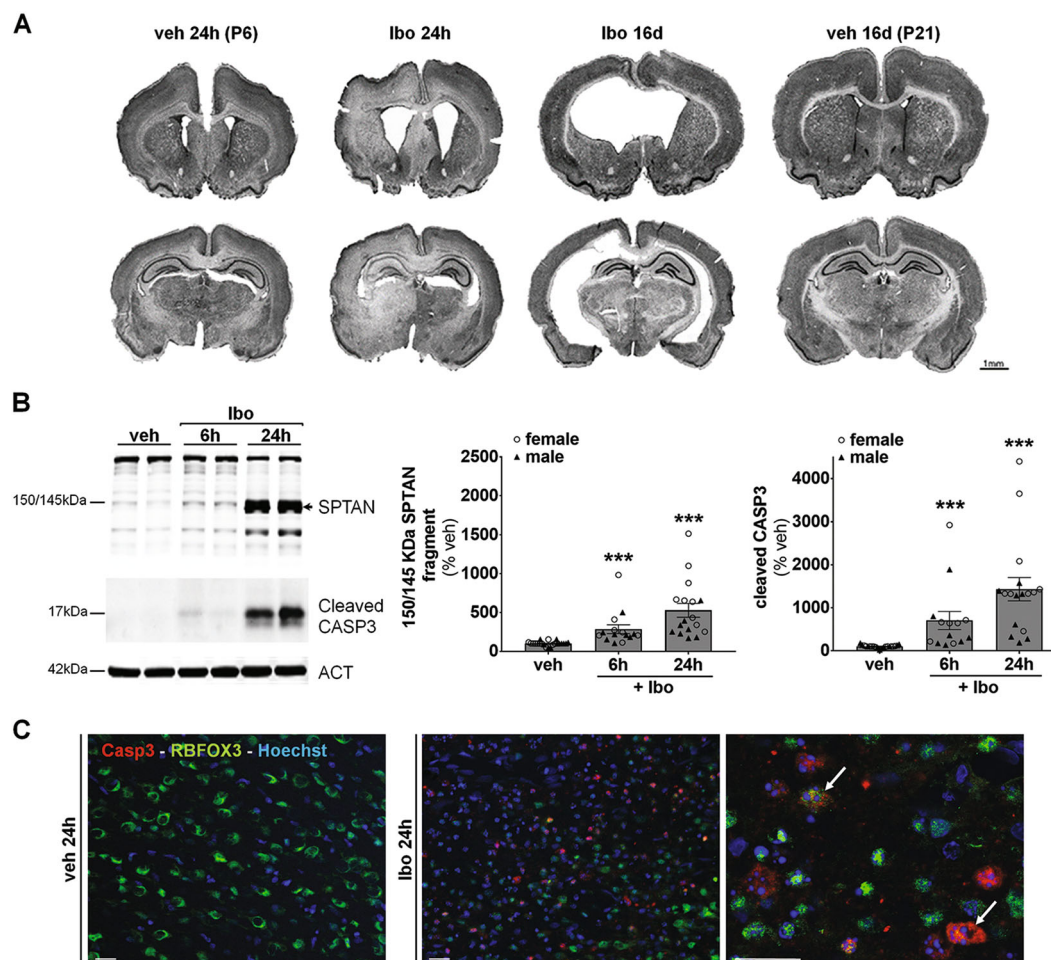 A
veh 24h (P6)
Ibo 24h
Ibo 16d
veh 16d (P21)
1mm
B
Ibo
veh
6h
24h
150/145kDa
SPTAN
17kDa
Cleaved
CASP3
42kDa
ACT
150/145 KDa SPTAN
fragment
(% veh)
○ female
▲ male
2500
2000
1500
1000
500
0
***
***
veh
6h
24h
+ Ibo
cleaved CASP3
(% veh)
○ female
▲ male
4000
3000
2000
1000
0
***
***
veh
6h
24h
+ Ibo
C
veh 24h
Casp3 - RBFOX3 - Hoechst
Ibo 24h